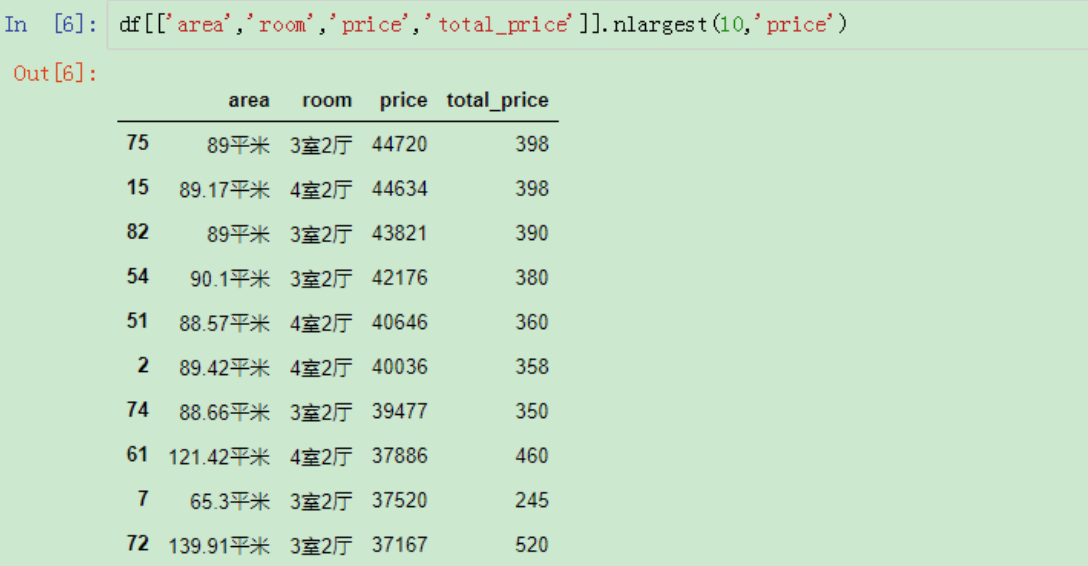 In [6]: df[['area','room','price','total_price']].nlargest(10,'price')
Out[6]:
area room price total_price
75 89平米 3室2厅 44720 398
15 89.17平米 4室2厅 44634 398
82 89平米 3室2厅 43821 390
54 90.1平米 3室2厅 42176 380
51 88.57平米 4室2厅 40646 360
2 89.42平米 4室2厅 40036 358
74 88.66平米 3室2厅 39477 350
61 121.42平米 4室2厅 37886 460
7 65.3平米 3室2厅 37520 245
72 139.91平米 3室2厅 37167 520